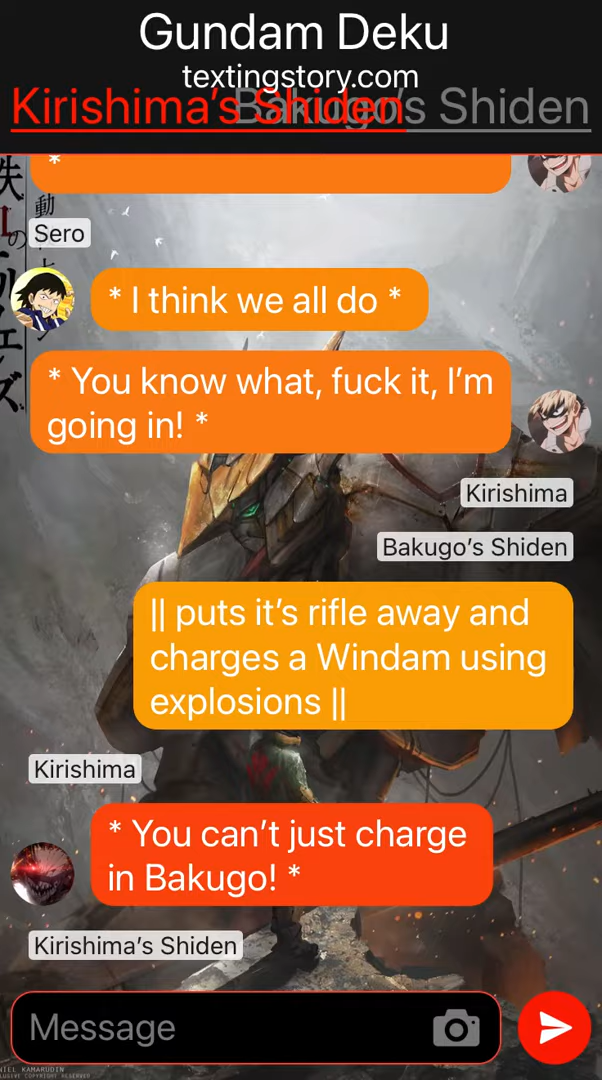 Gundam Deku
textingstory.com
Kirishima's Shiden
Bakugo's Shiden
*
Sero
* I think we all do *
* You know what, fuck it, I'm
going in! *
Kirishima
Bakugo's Shiden
|| puts it's rifle away and
charges a Windam using
explosions ||
Kirishima
* You can't just charge
in Bakugo! *
Kirishima's Shiden
Message